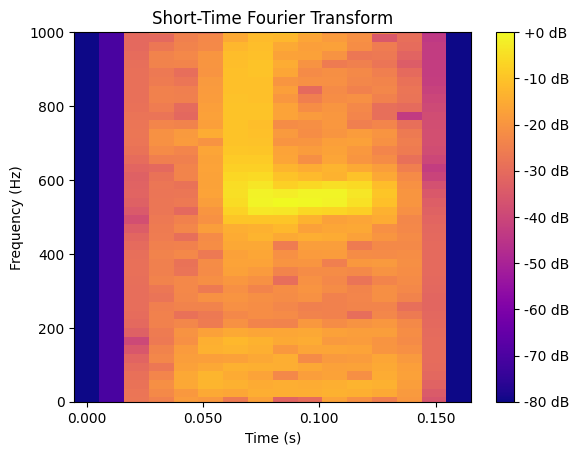 Short-Time Fourier Transform
Frequency (Hz)
1000
800
600
400
200
0
0.000
0.050
0.100
0.150
Time (s)
+0 dB
-10 dB
-20 dB
-30 dB
-40 dB
-50 dB
-60 dB
-70 dB
-80 dB